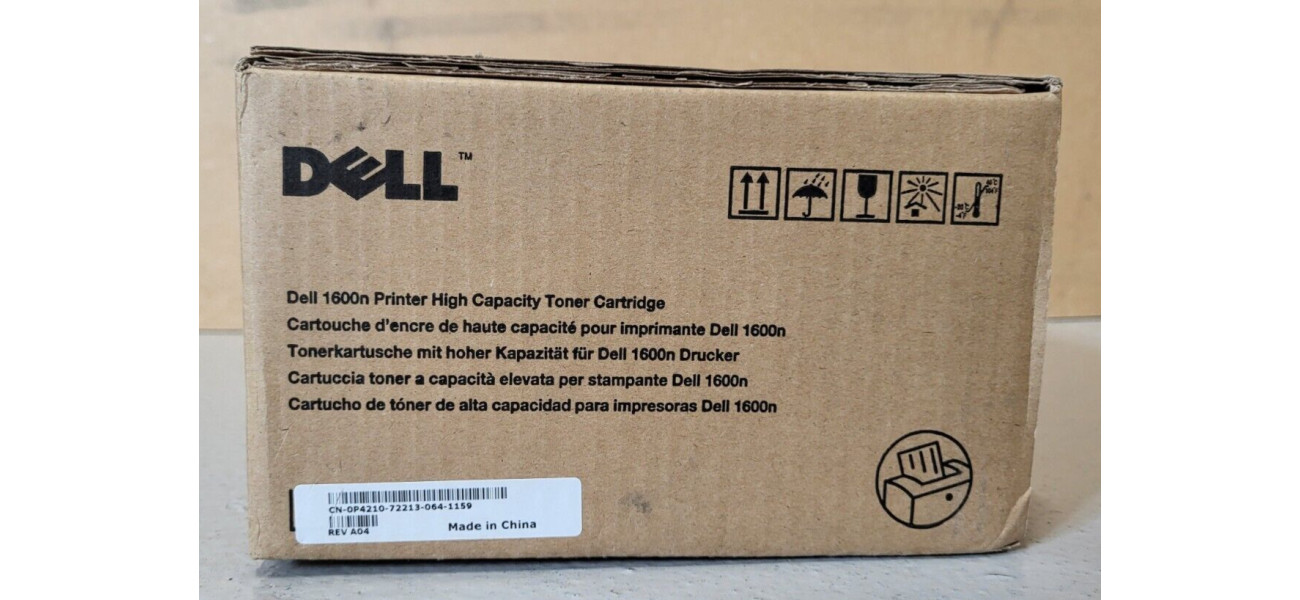 DELL™
Dell 1600n Printer High Capacity Toner Cartridge
Cartouche d'encre de haute capacité pour imprimante Dell 1600n
Tonerkartusche mit hoher Kapazität für Dell 1600n Drucker
Cartuccia toner a capacità elevata per stampante Dell 1600n
Cartucho de tóner de alta capacidad para impresoras Dell 1600n
CN-0P4210-72213-064-1159
REV A04
Made in China